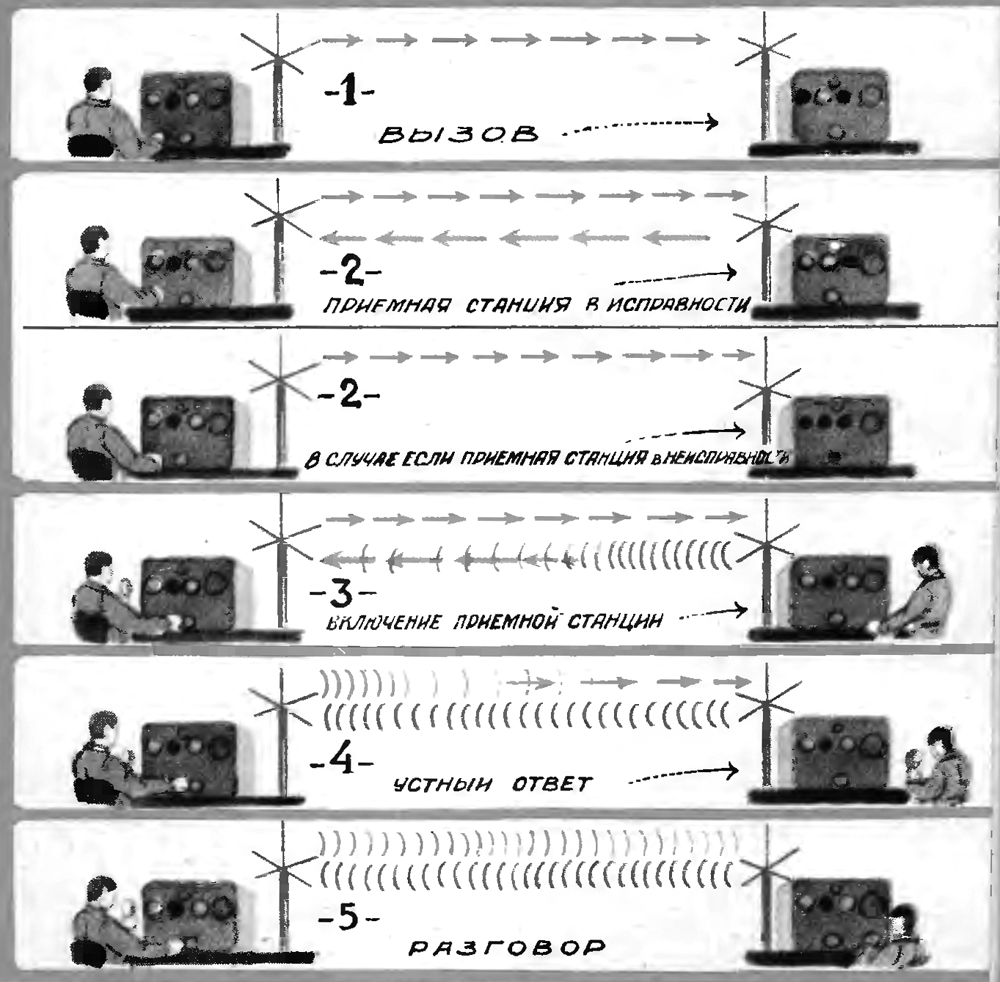 -1-
ВЫЗОВ
-2-
ПРИЕМНАЯ СТАНЦИЯ В ИСПРАВНОСТИ
-2-
В СЛУЧАЕ ЕСЛИ ПРИЕМНАЯ СТАНЦИЯ В НЕИСПРАВНОСТИ
-3-
ВКЛЮЧЕНИЕ ПРИЕМНОЙ СТАНЦИИ
-4-
УСТНЫЙ ОТВЕТ
-5-
РАЗГОВОР